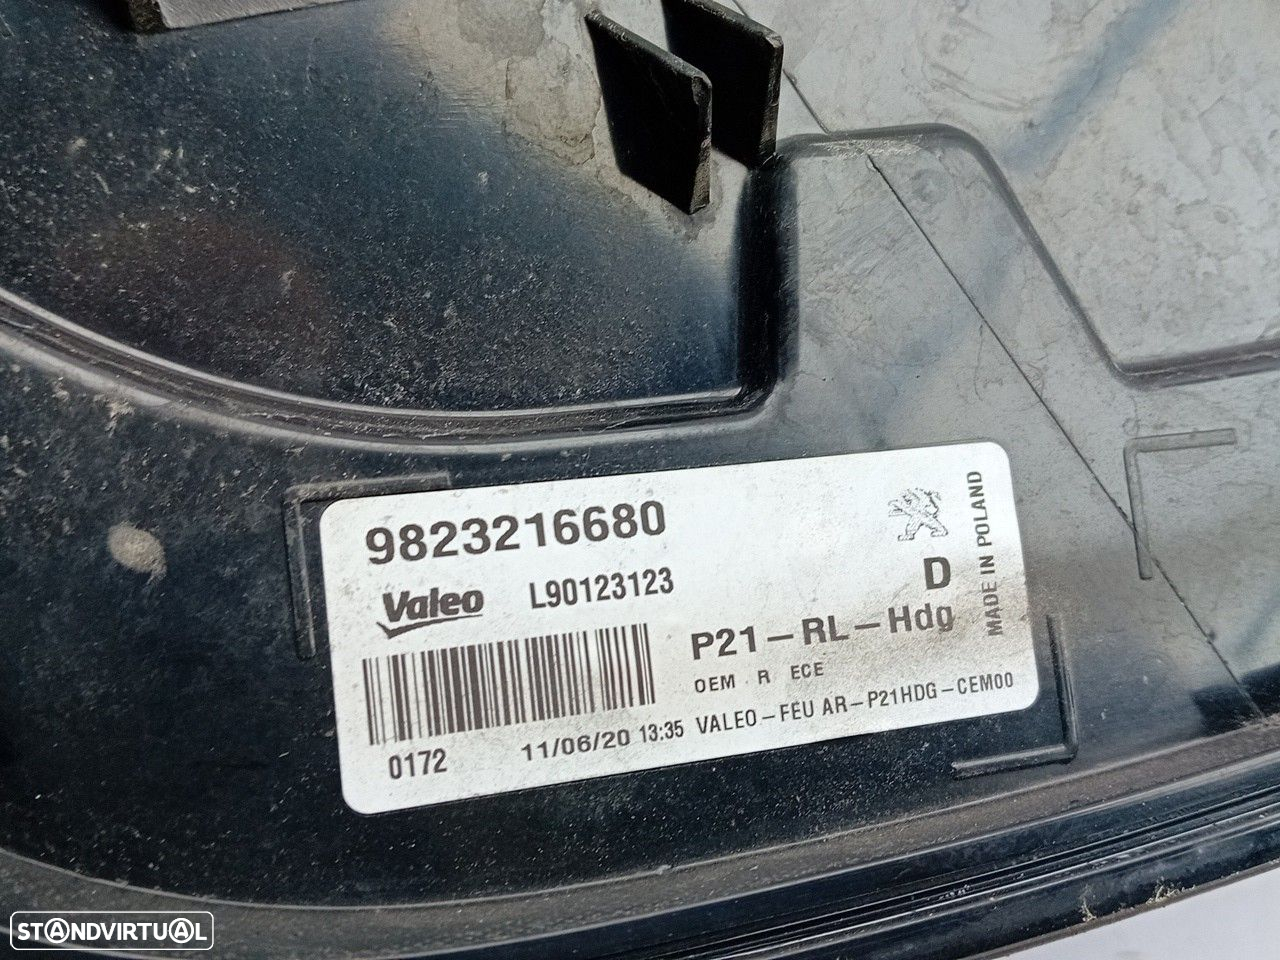 9823216680
Valeo L90123123
D
MADE IN POLAND
P21-RL-Hdg
OEM R ECE
0172 11/06/20 13:35 VALEO-FEU AR-P21HDG-CEM00
STANDVIRTUAL